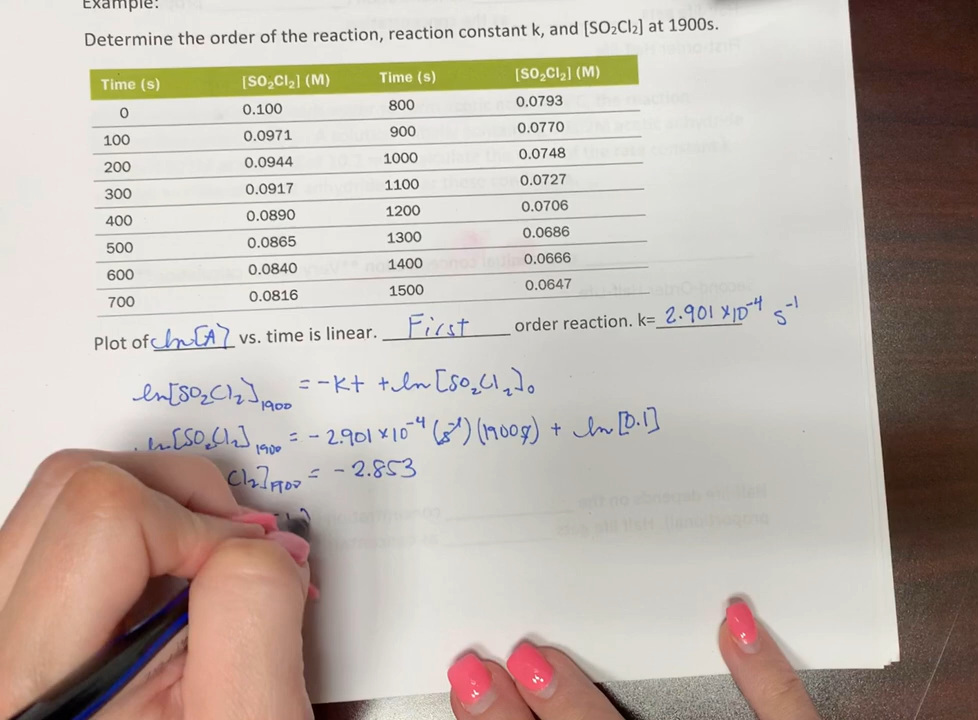 Example:
Determine the order of the reaction, reaction constant k, and [SO₂Cl₂] at 1900s.
Time (s) [SO₂Cl₂] (M) Time (s) [SO₂Cl₂] (M)
0 0.100 800 0.0793
100 0.0971 900 0.0770
200 0.0944 1000 0.0748
300 0.0917 1100 0.0727
400 0.0890 1200 0.0706
500 0.0865 1300 0.0686
600 0.0840 1400 0.0666
700 0.0816 1500 0.0647
Plot of ln[A] vs. time is linear. First order reaction. k= 2.901 x10⁻⁴ s⁻¹
ln[SO₂Cl₂]₁₉₀₀ = -kt + ln[SO₂Cl₂]₀
ln[SO₂Cl₂]₁₉₀₀ = -2.901x10⁻⁴ (s⁻¹)(1900s) + ln[0.1]
Cl₂]₁₉₀₀ = -2.853